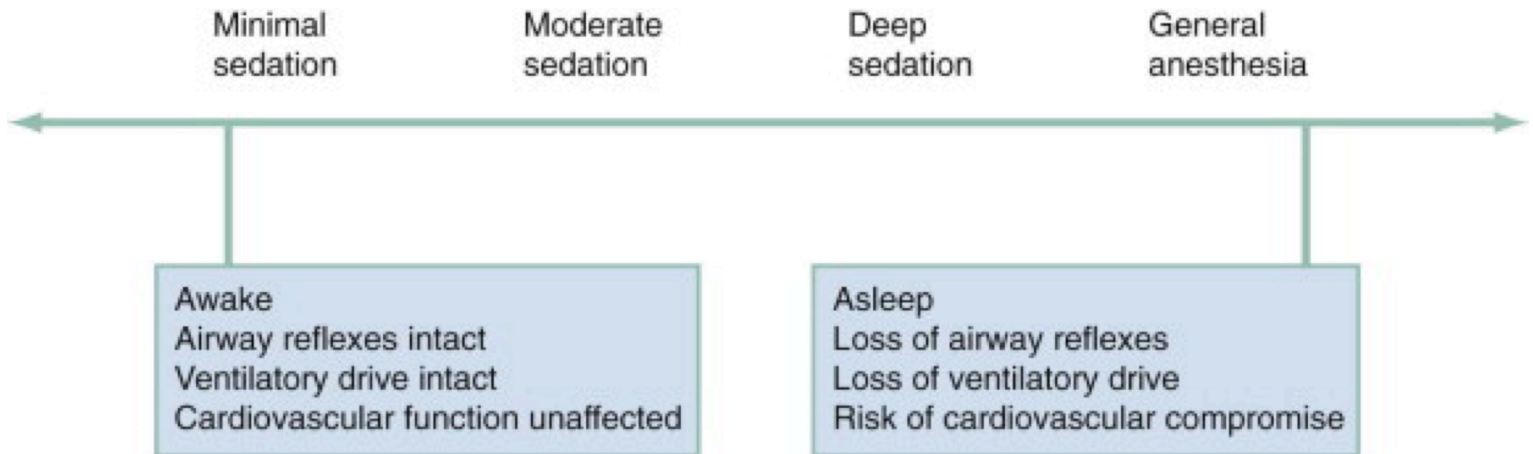 Minimal
sedation
Moderate
sedation
Deep
sedation
General
anesthesia
Awake
Airway reflexes intact
Ventilatory drive intact
Cardiovascular function unaffected
Asleep
Loss of airway reflexes
Loss of ventilatory drive
Risk of cardiovascular compromise